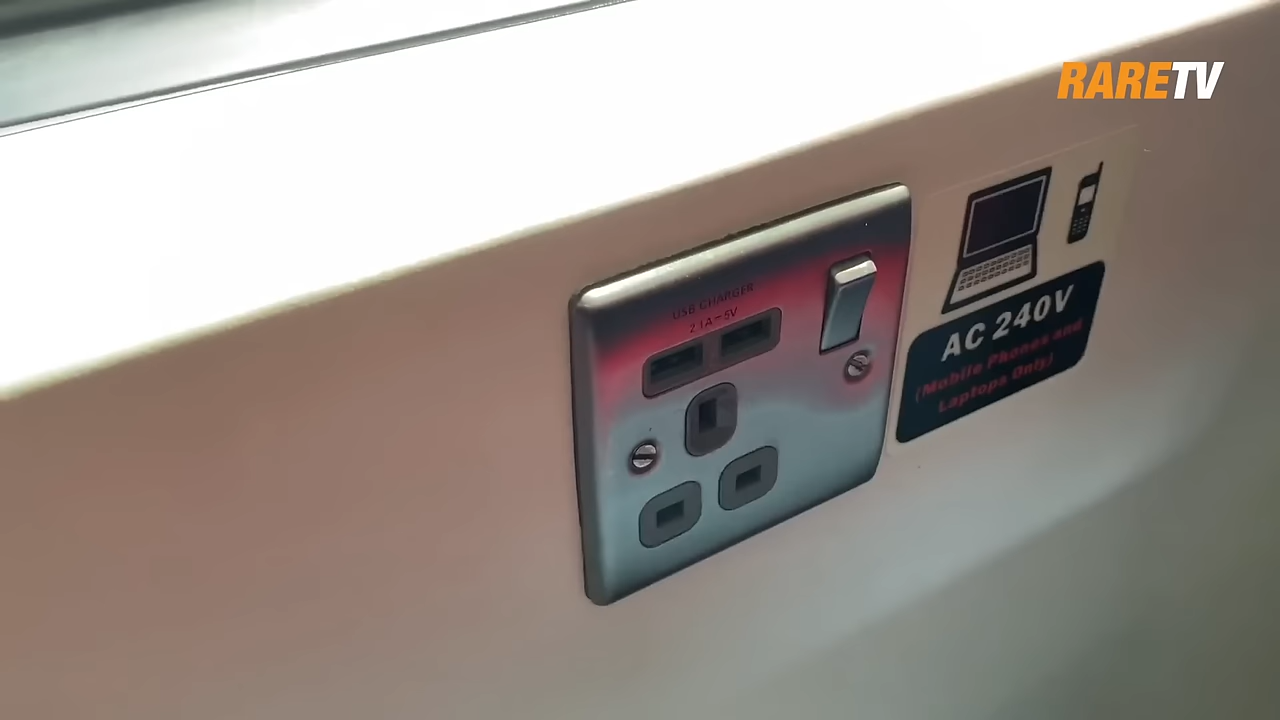 RARETV
USB CHARGER
2.1A⎓5V
AC 240V
(Mobile Phones and
Laptops Only)